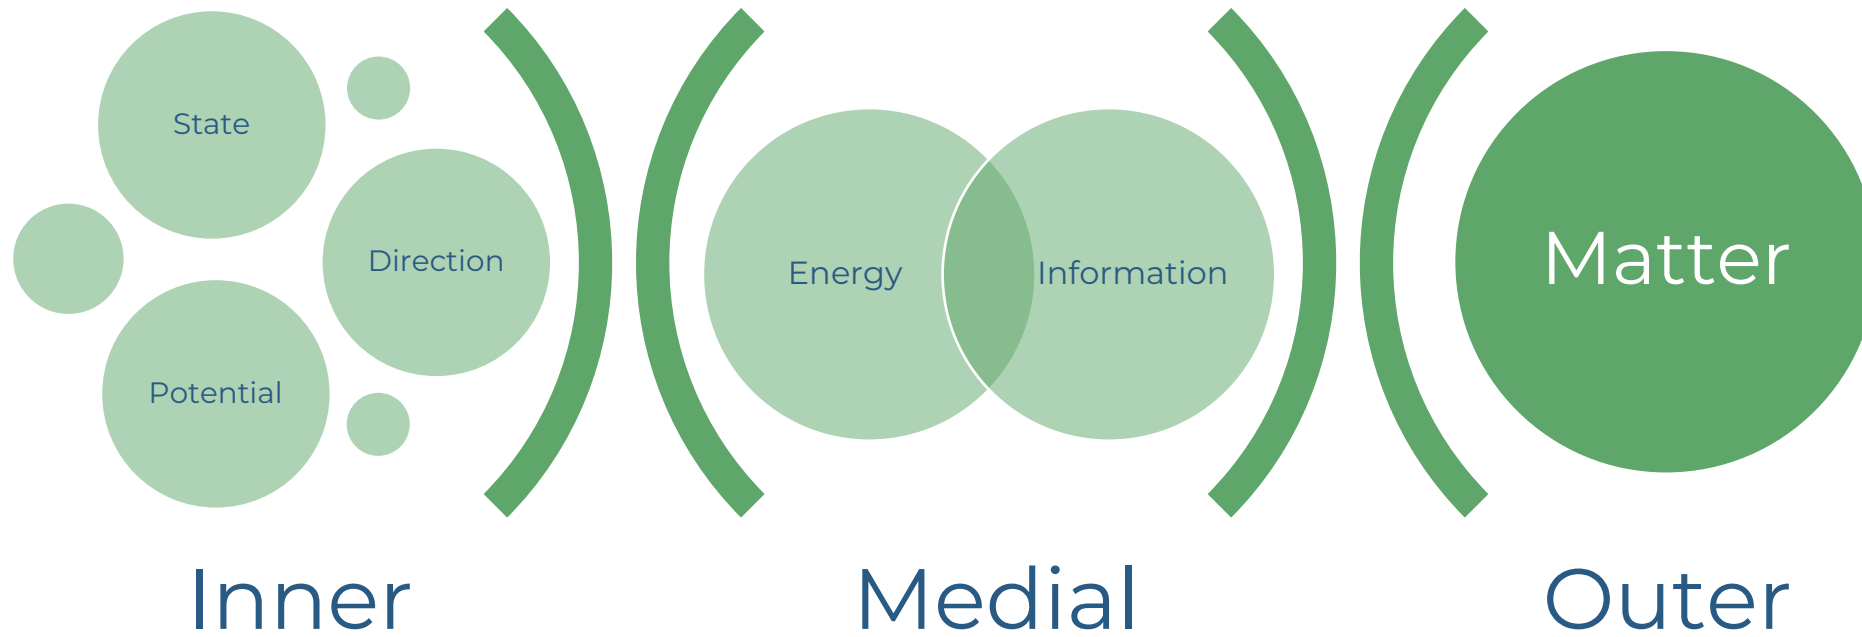 State
Direction
Potential
Energy
Information
Matter
Inner
Medial
Outer